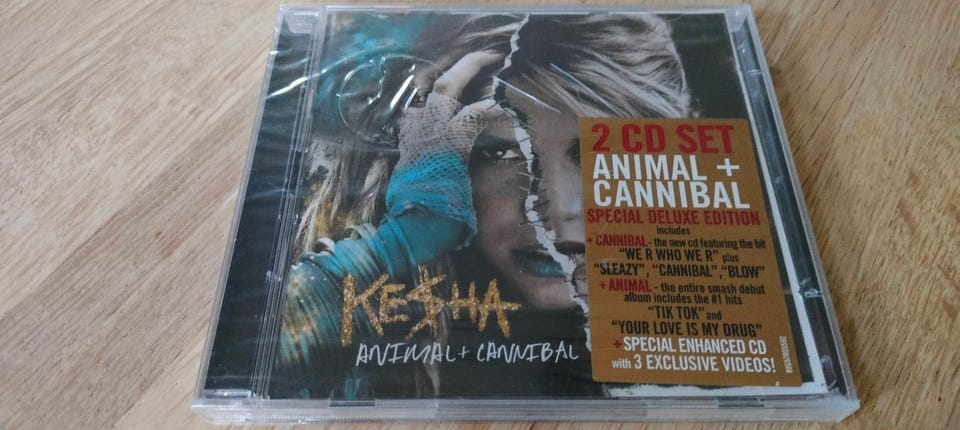 KE$HA
ANIMAL + CANNIBAL
2 CD SET
ANIMAL +
CANNIBAL
SPECIAL DELUXE EDITION
includes
+ CANNIBAL - the new cd featuring the hit
"WE R WHO WE R" plus
"SLEAZY", "CANNIBAL", "BLOW"
+ ANIMAL - the entire smash debut
album includes the #1 hits
"TIK TOK" and
"YOUR LOVE IS MY DRUG"
+ SPECIAL ENHANCED CD
with 3 EXCLUSIVE VIDEOS!